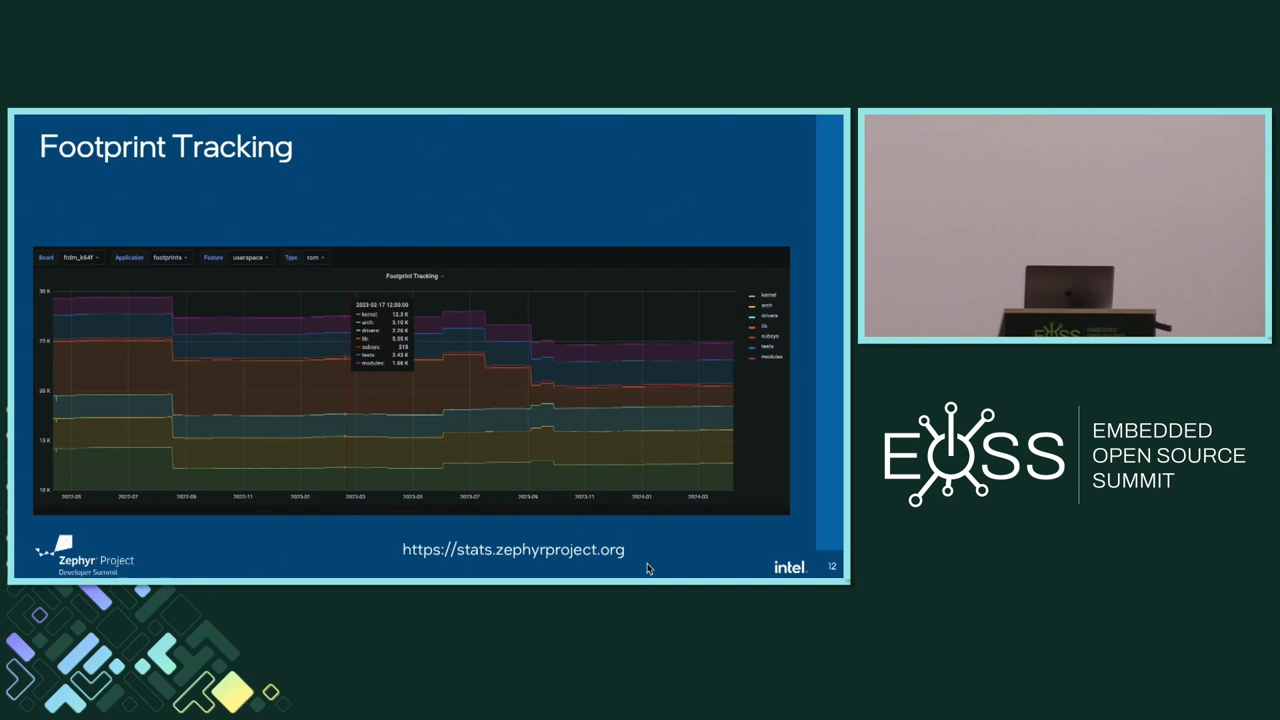 Footprint Tracking
Board frdm_k64f Application footprints Feature userspace Type rom
Footprint Tracking
30 K
25 K
20 K
15 K
10 K
2023-02-17 12:00:00
kernel: 12.3 K
arch: 3.10 K
drivers: 2.26 K
lib: 5.55 K
subsys: 216
tests: 2.43 K
modules: 1.66 K
kernel
arch
drivers
lib
subsys
tests
modules
2022-05 2022-07 2022-09 2022-11 2023-01 2023-03 2023-05 2023-07 2023-09 2023-11 2024-01 2024-03
https://stats.zephyrproject.org
Zephyr Project
Developer Summit
intel.
12
EOSS
EMBEDDED
OPEN SOURCE
SUMMIT